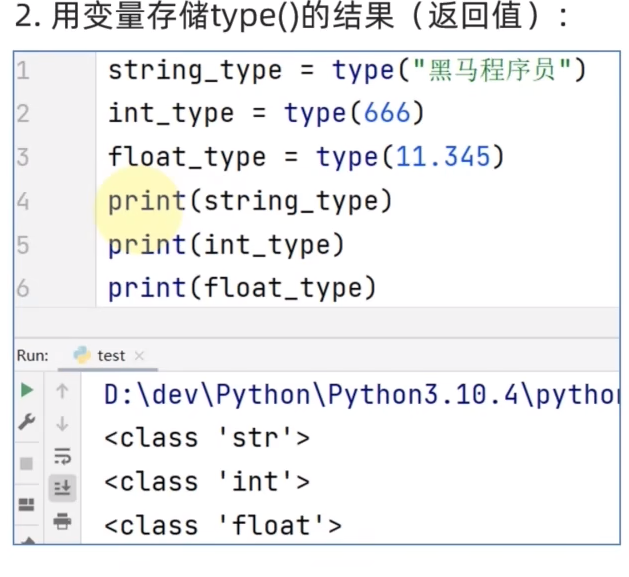 2. 用变量存储type()的结果（返回值）:
1 string_type = type("黑马程序员")
2 int_type = type(666)
3 float_type = type(11.345)
4 print(string_type)
5 print(int_type)
6 print(float_type)
Run: test ×
D:\dev\Python\Python3.10.4\python
<class 'str'>
<class 'int'>
<class 'float'>